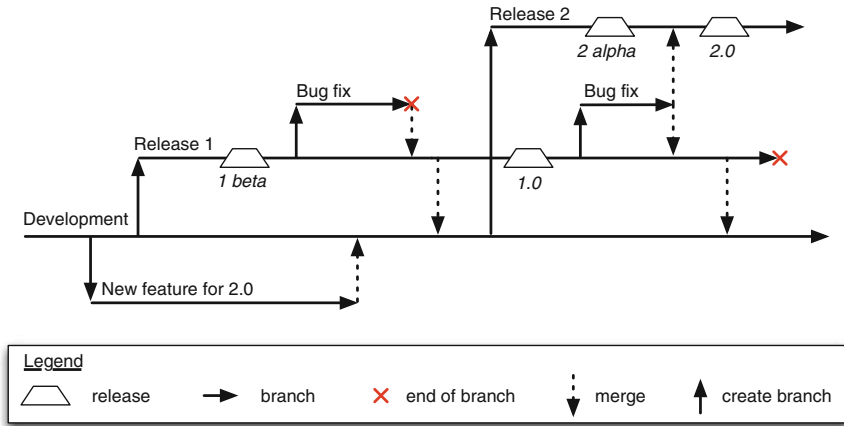 Release 2
2 alpha
2.0
Bug fix
Bug fix
Release 1
1 beta
1.0
Development
New feature for 2.0
Legend
release
branch
end of branch
merge
create branch